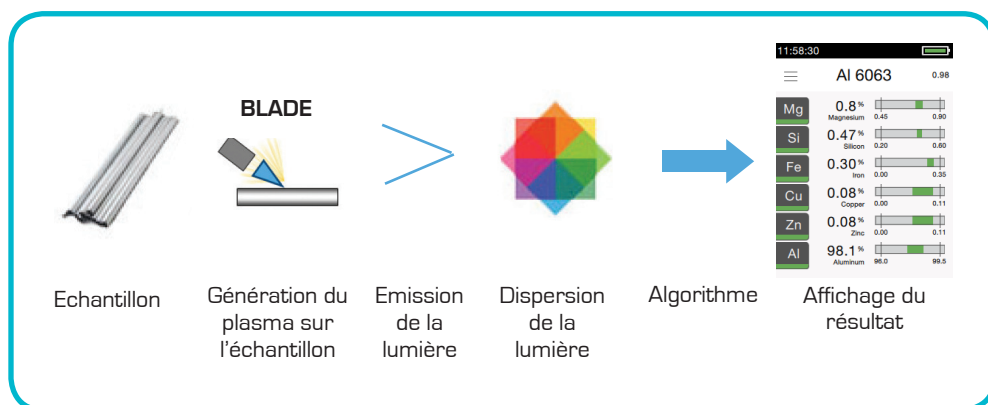 11:58:30
Al 6063 0.98
BLADE
Mg 0.8 %
Magnesium 0.45 0.90
Si 0.47 %
Silicon 0.20 0.60
Fe 0.30 %
Iron 0.00 0.35
Cu 0.08 %
Copper 0.00 0.11
Zn 0.08 %
Zinc 0.00 0.11
Al 98.1 %
Aluminum 96.0 99.5
Echantillon
Génération du
plasma sur
l'échantillon
Emission
de la
lumière
Dispersion
de la
lumière
Algorithme
Affichage du
résultat